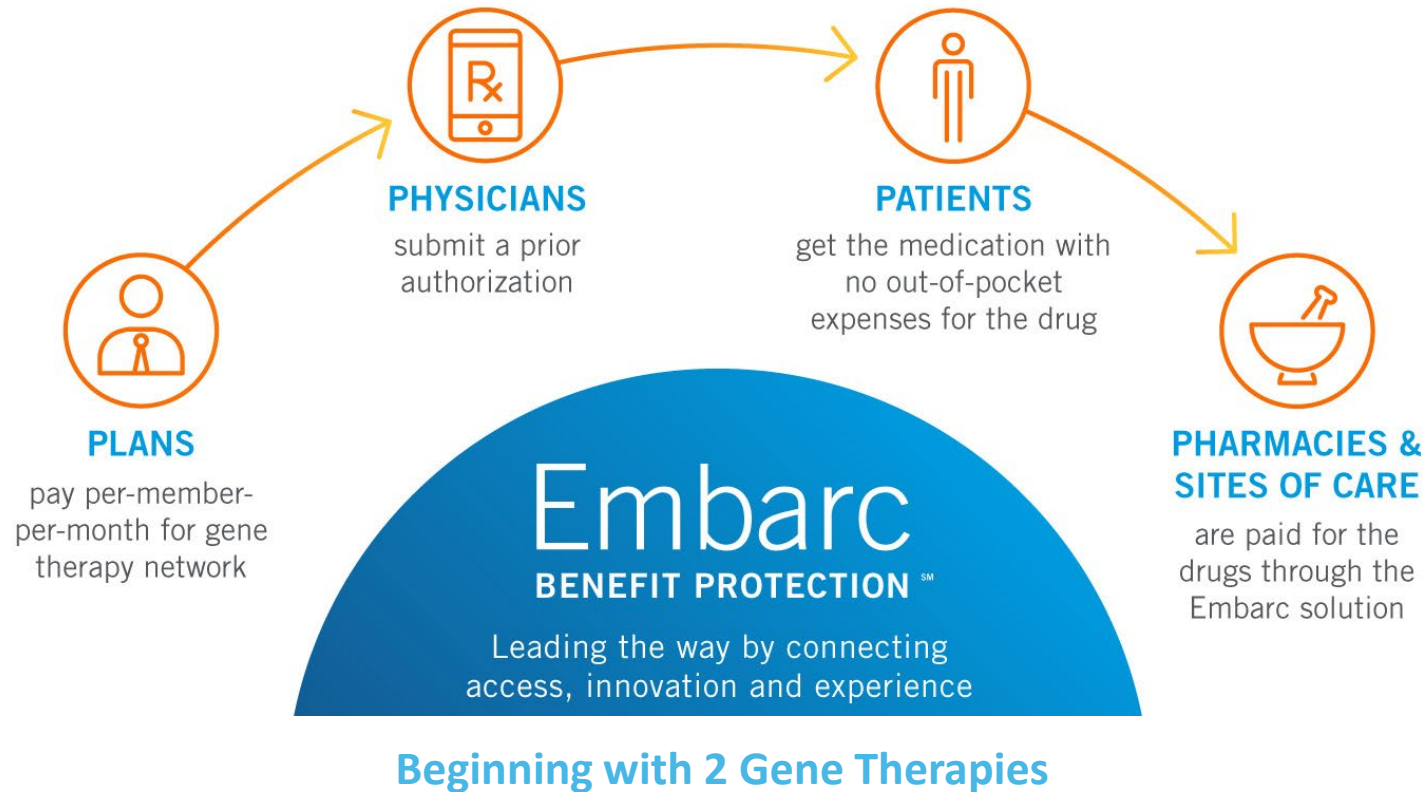 Rx
PHYSICIANS
submit a prior
authorization
PATIENTS
get the medication with
no out-of-pocket
expenses for the drug
PLANS
pay per-member-
per-month for gene
therapy network
PHARMACIES &
SITES OF CARE
are paid for the
drugs through the
Embarc solution
Embarc
BENEFIT PROTECTION ℠
Leading the way by connecting
access, innovation and experience
Beginning with 2 Gene Therapies